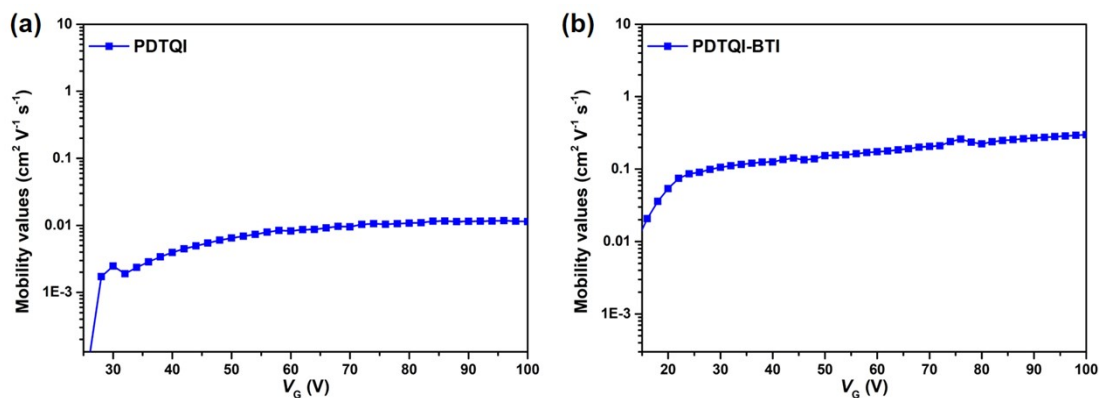 (a)
PDTQI
Mobility values (cm² V⁻¹ s⁻¹)
10
1
0.1
0.01
1E-3
30 40 50 60 70 80 90 100
V_G (V)
(b)
PDTQI-BTI
Mobility values (cm² V⁻¹ s⁻¹)
10
1
0.1
0.01
1E-3
20 30 40 50 60 70 80 90 100
V_G (V)